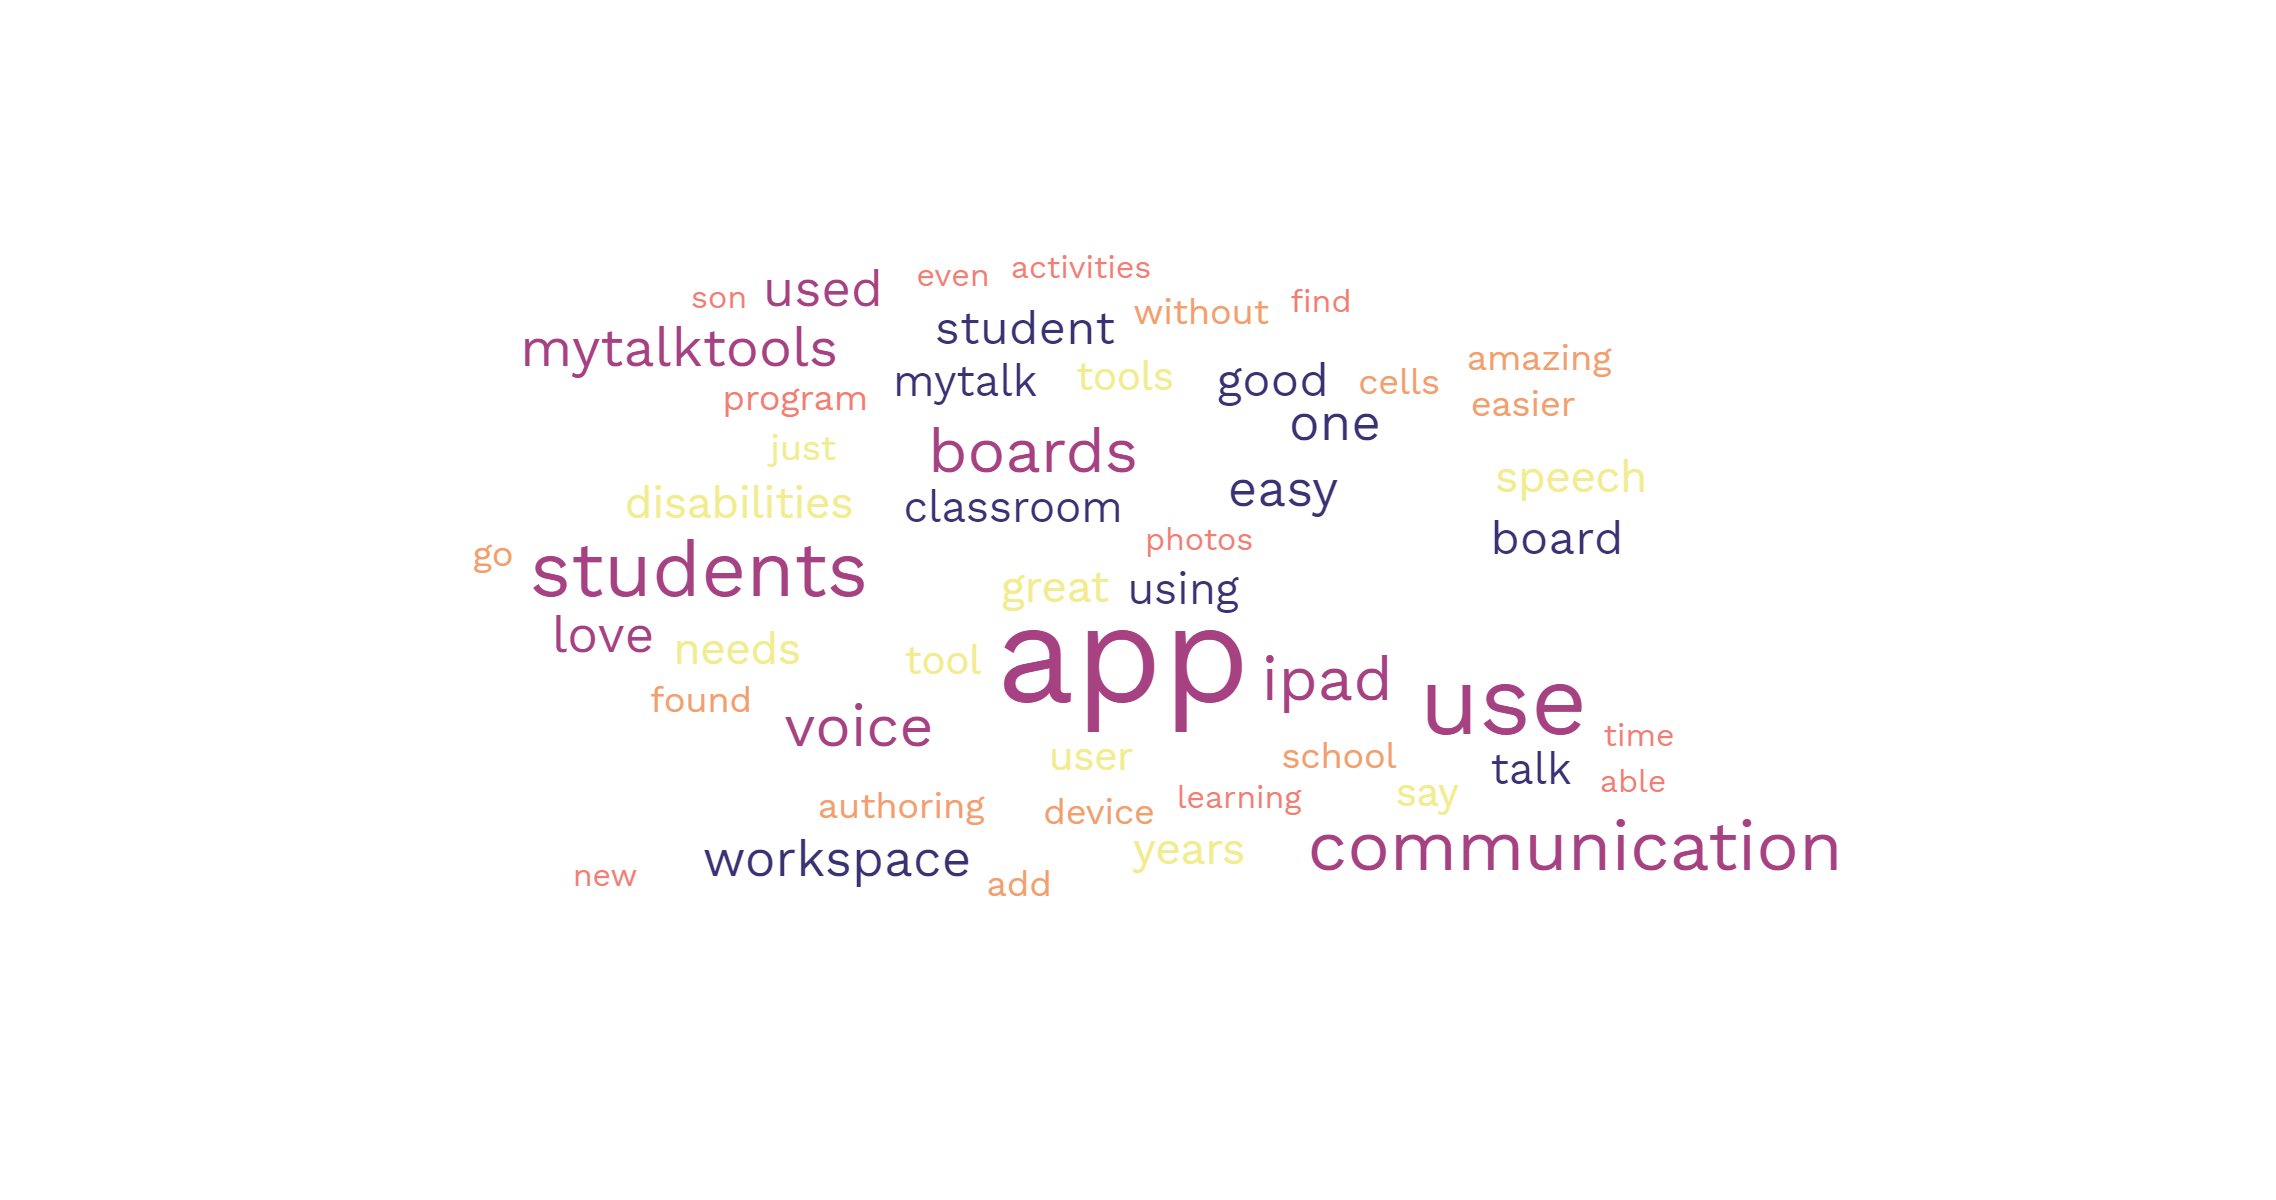 activities
even
son used
find
without
student
mytalktools
amazing
mytalk tools good cells
program
easier
one
just
boards
speech
easy
disabilities
classroom
board
photos
go students
great using
love needs
tool app ipad
found
use
voice
time
user school
talk able
say
learning
authoring device
communication
years
workspace
new
add